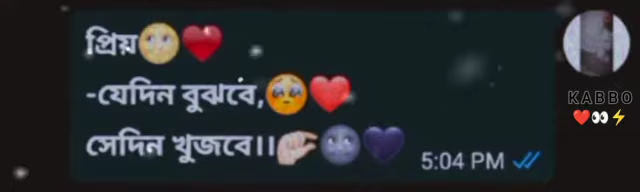 প্রিয়🌝❤️
-যেদিন বুঝবে,🥹❤️
সেদিন খুজবে।।🤏🌚💙
5:04 PM
KABBO
❤️👀⚡